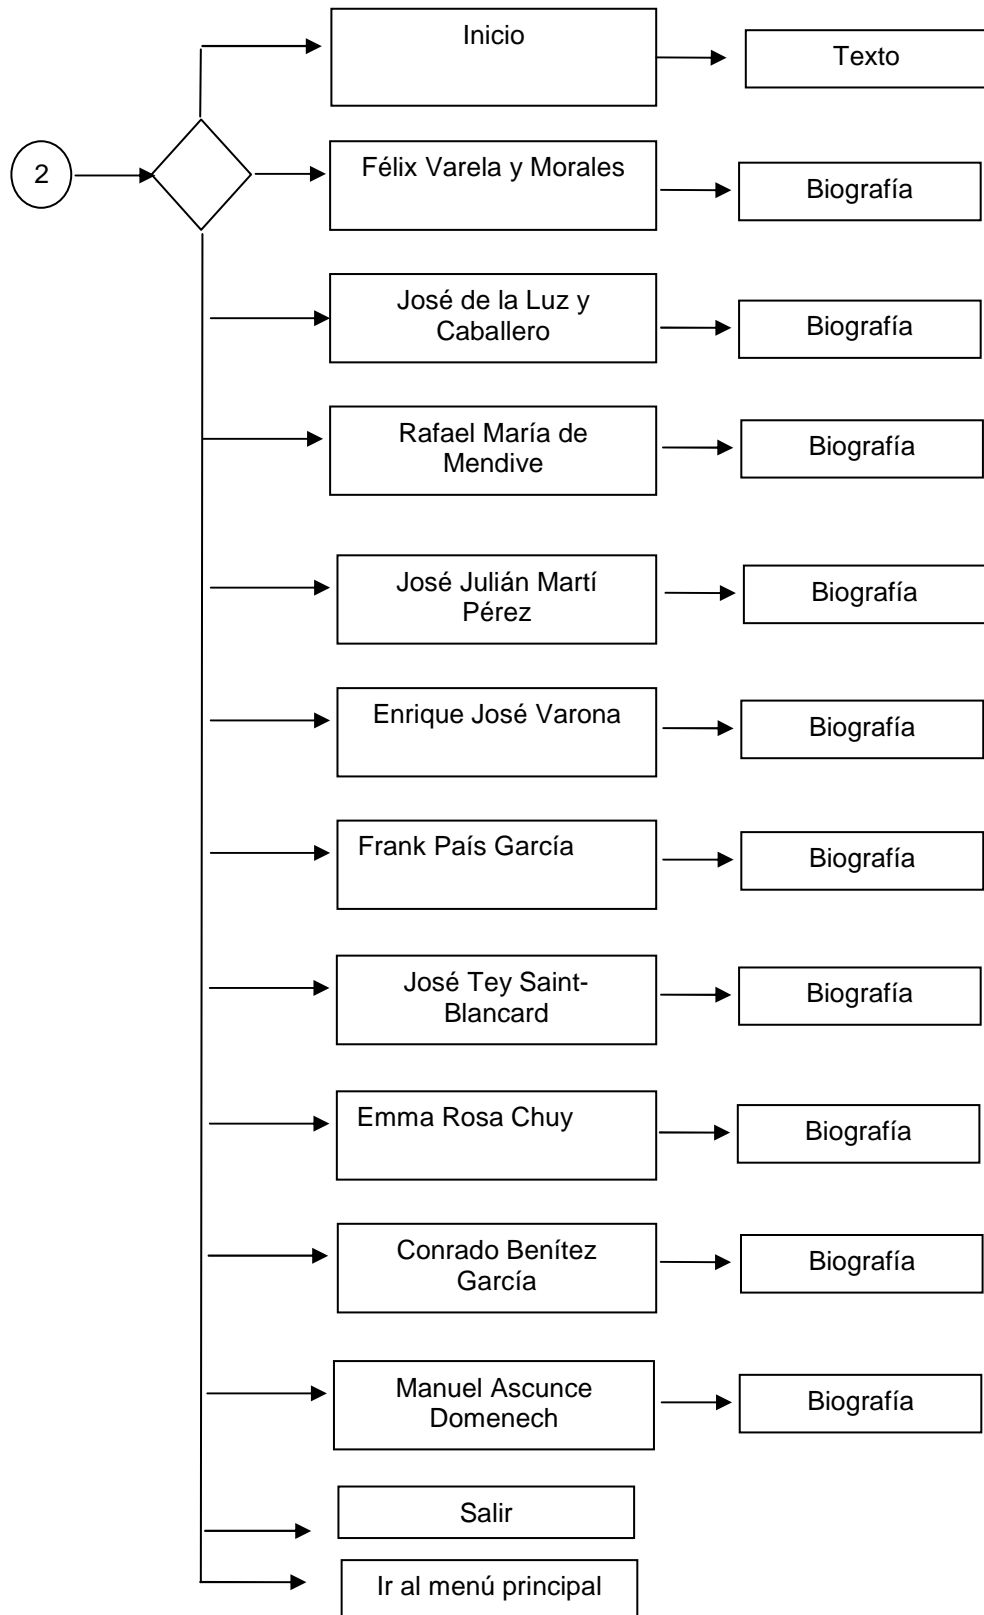 Inicio
Texto
2
Félix Varela y Morales
Biografía
José de la Luz y
Caballero
Biografía
Rafael María de
Mendive
Biografía
José Julián Martí
Pérez
Biografía
Enrique José Varona
Biografía
Frank País García
Biografía
José Tey Saint-
Blancard
Biografía
Emma Rosa Chuy
Biografía
Conrado Benítez
García
Biografía
Manuel Ascunce
Domenech
Biografía
Salir
Ir al menú principal